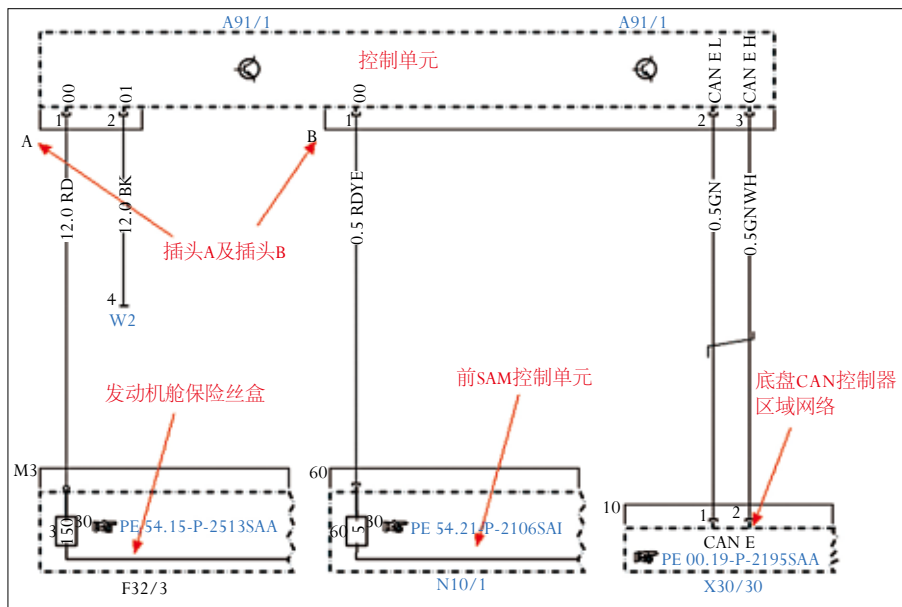 A91/1
A91/1
控制单元
00
01
00
CAN E L
CAN E H
1
2
1
2
3
A
B
12.0 RD
12.0 BK
0.5 RDYE
0.5GN
0.5GNWH
插头A及插头B
4
W2
发动机舱保险丝盒
前SAM控制单元
底盘CAN控制器
区域网络
M3
60
10
1
2
3
150
30
PE 54.15-P-2513SAA
60
5
30
PE 54.21-P-2106SAI
CAN E
PE 00.19-P-2195SAA
F32/3
N10/1
X30/30